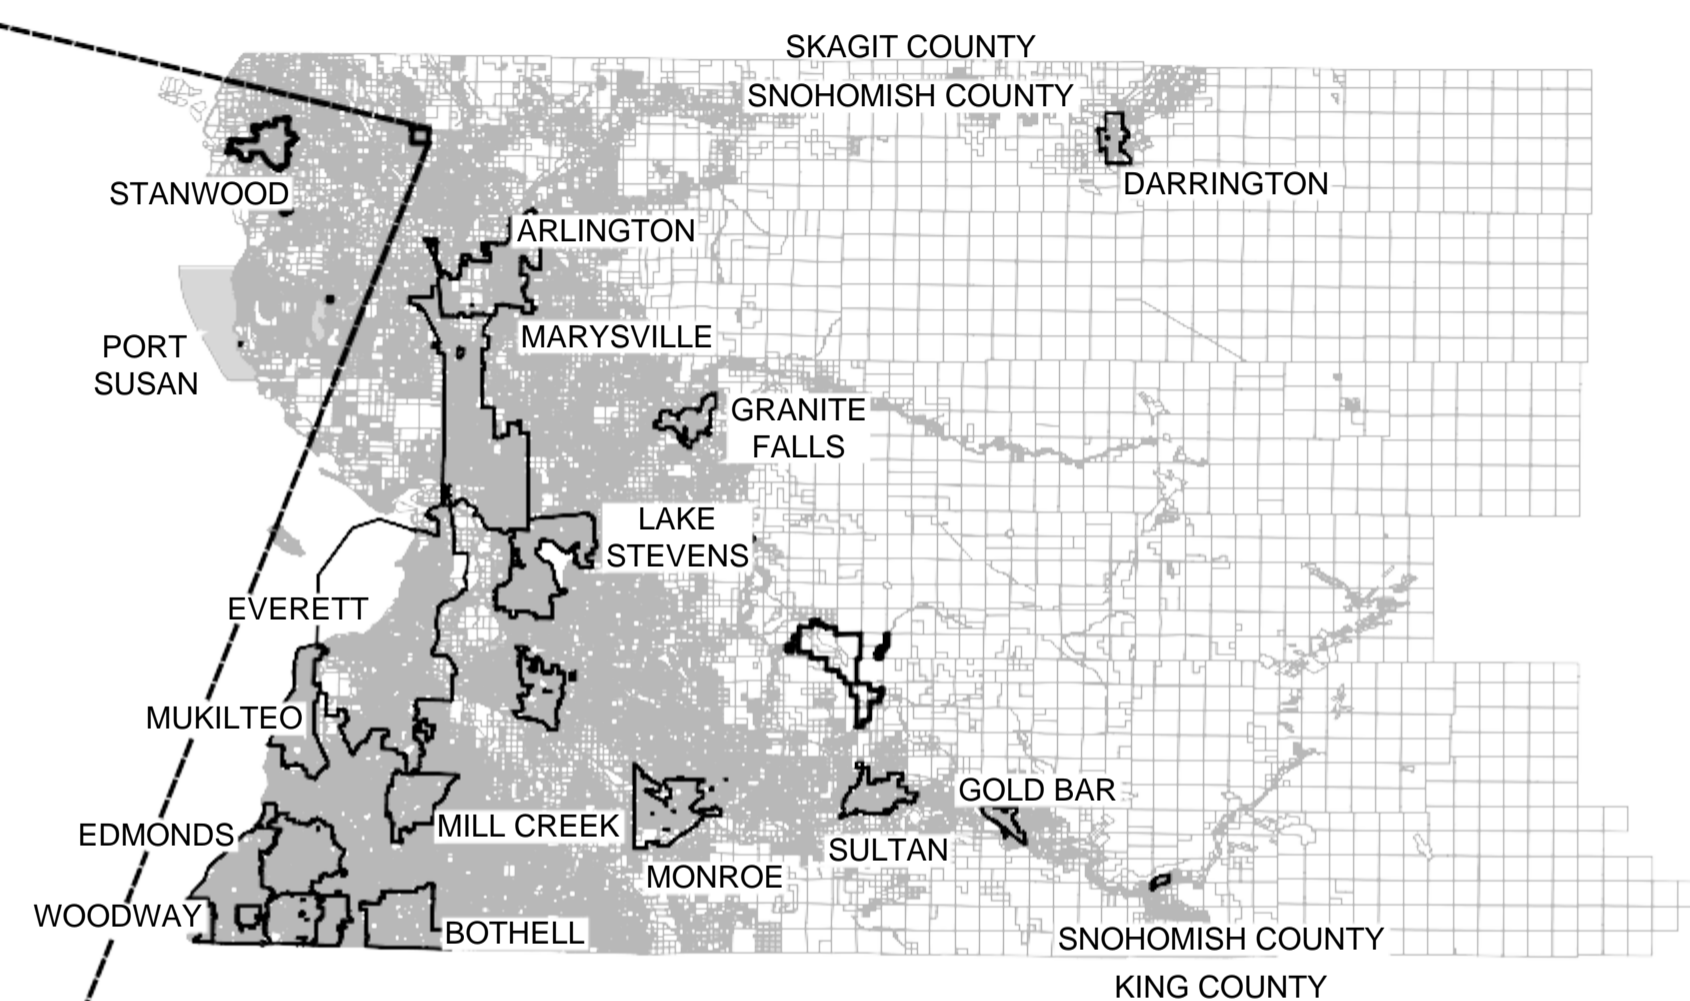 SKAGIT COUNTY
SNOHOMISH COUNTY
STANWOOD
DARRINGTON
ARLINGTON
MARYSVILLE
PORT
SUSAN
GRANITE
FALLS
LAKE
STEVENS
EVERETT
MUKILTEO
GOLD BAR
EDMONDS
MILL CREEK
SULTAN
MONROE
WOODWAY
BOTHELL
SNOHOMISH COUNTY
KING COUNTY